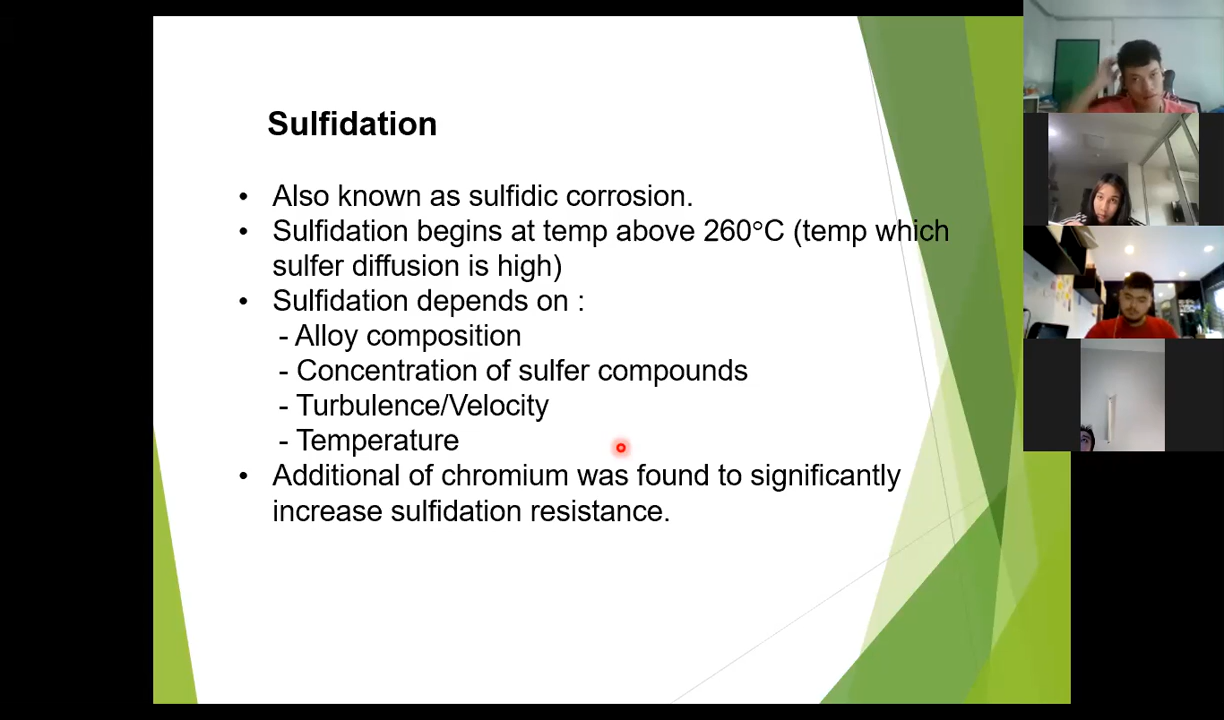 Sulfidation
• Also known as sulfidic corrosion.
• Sulfidation begins at temp above 260°C (temp which
sulfer diffusion is high)
• Sulfidation depends on :
- Alloy composition
- Concentration of sulfer compounds
- Turbulence/Velocity
- Temperature
• Additional of chromium was found to significantly
increase sulfidation resistance.